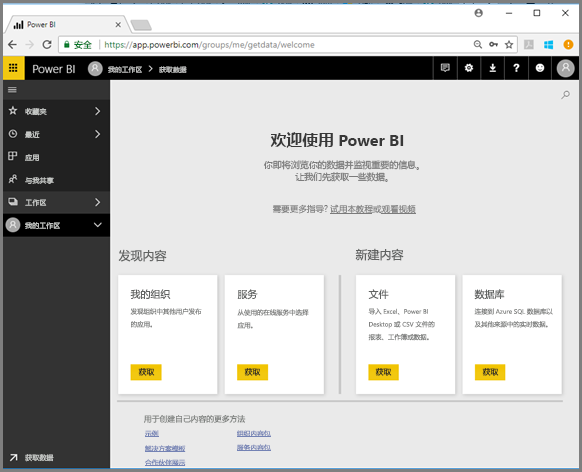 Power BI
安全 | https://app.powerbi.com/groups/me/getdata/welcome
Power BI 我的工作区 > 获取数据
收藏夹
最近
应用
与我共享
工作区
我的工作区
获取数据
欢迎使用 Power BI
你即将浏览你的数据并监视重要的信息。
让我们先获取一些数据。
需要更多指导? 试用本教程或观看视频
发现内容
我的组织
发现组织中其他用户发布
的应用。
获取
服务
从使用的在线服务中选择
应用。
获取
新建内容
文件
导入 Excel、Power BI
Desktop 或 CSV 文件的
报表、工作簿或数据。
获取
数据库
连接到 Azure SQL 数据库以
及其他来源中的实时数据。
获取
用于创建自己内容的更多方法
示例
解决方案模板
合作伙伴展示
组织内容包
服务内容包